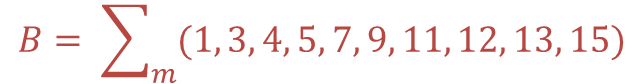 B = ∑m (1, 3, 4, 5, 7, 9, 11, 12, 13, 15)